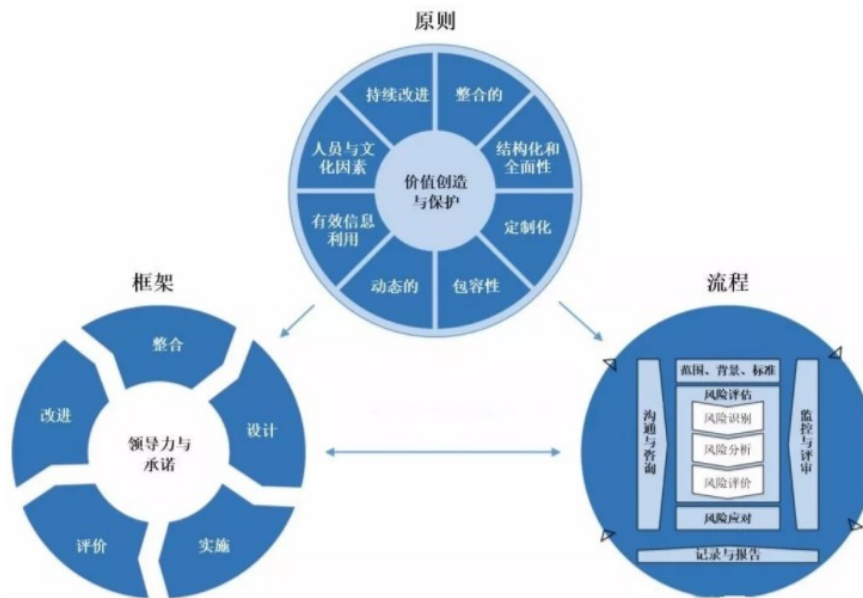 原则
持续改进
整合的
人员与文
化因素
结构化和
全面性
价值创造
与保护
有效信息
利用
定制化
动态的
包容性
框架
整合
改进
设计
领导力与
承诺
评价
实施
流程
范围、背景、标准
沟通与咨询
风险评估
风险识别
风险分析
风险评价
监控与评审
风险应对
记录与报告